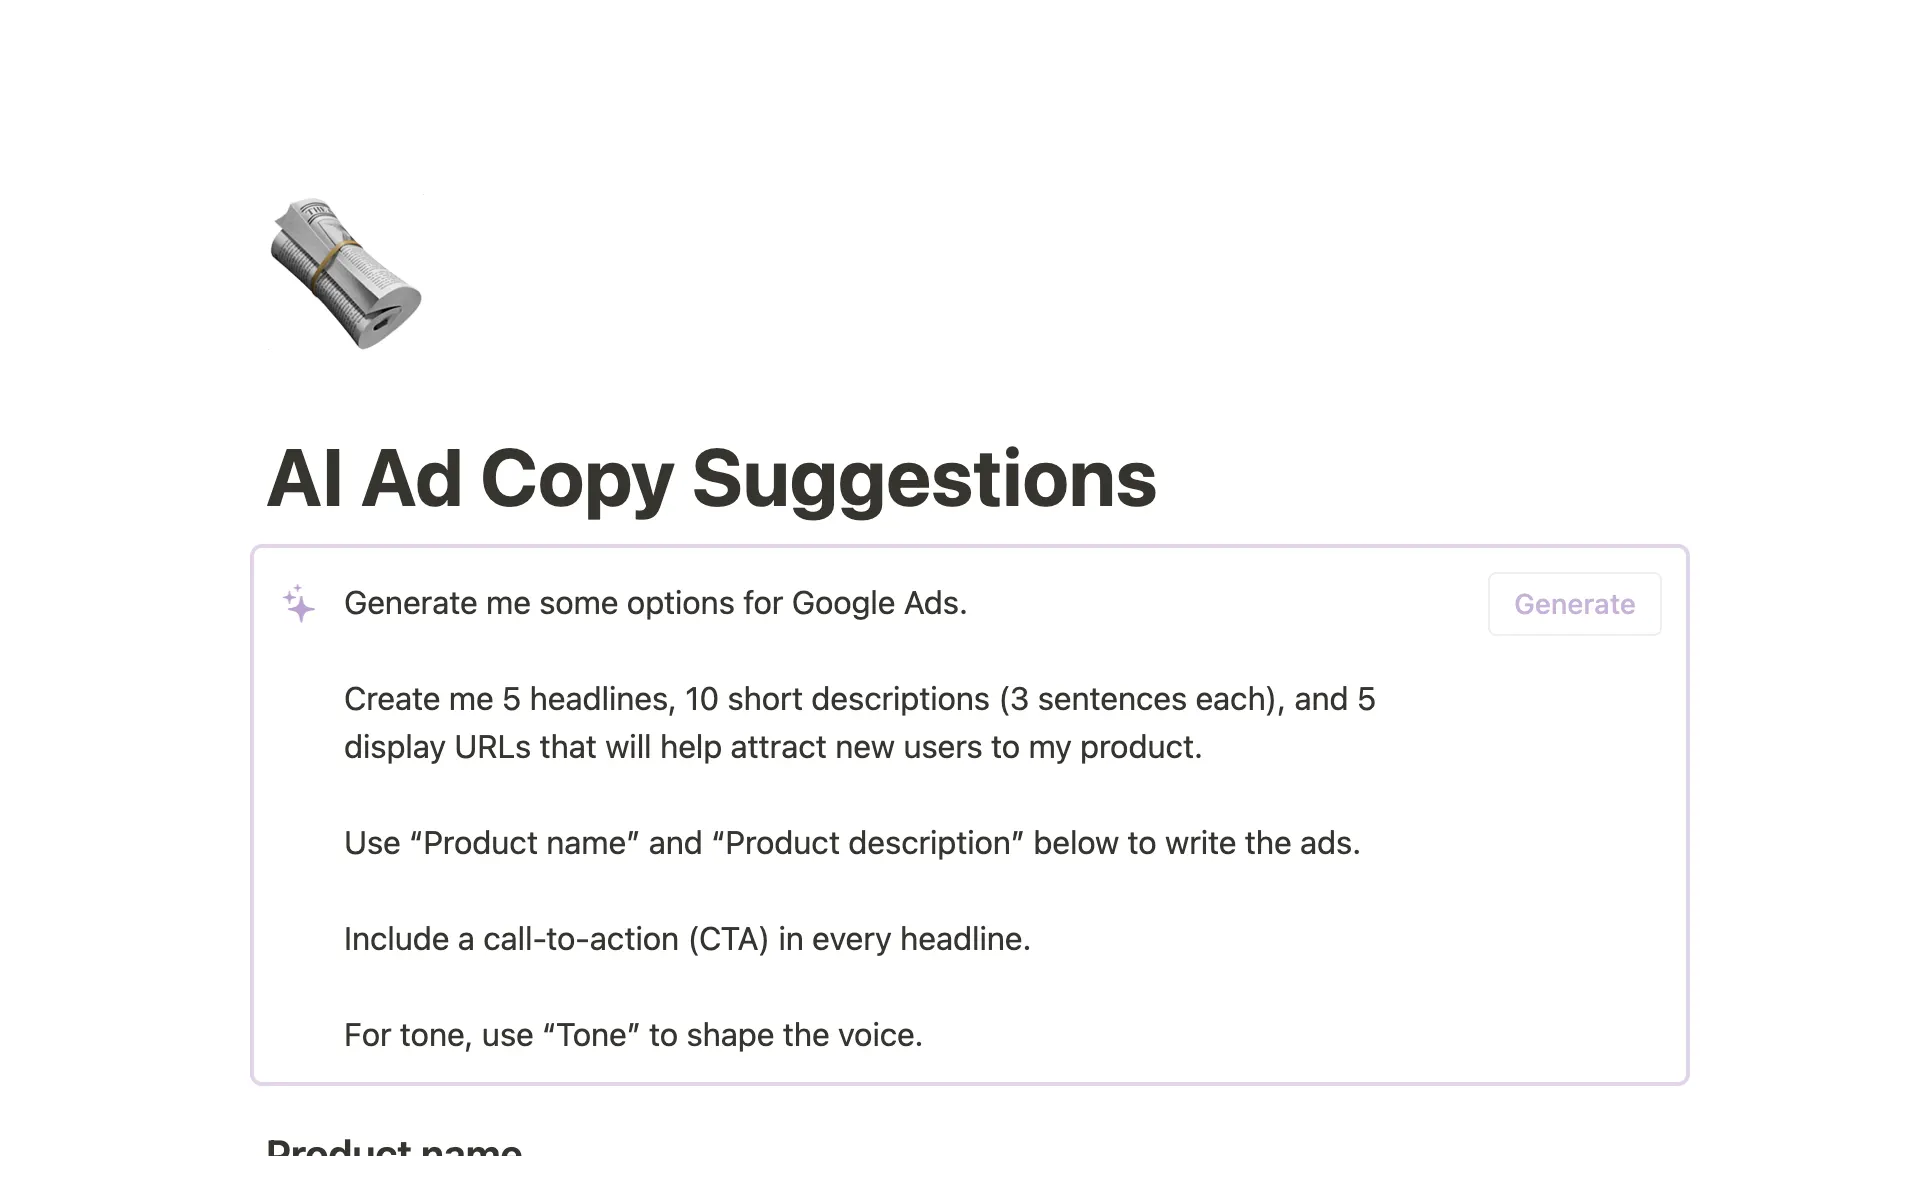 AI Ad Copy Suggestions
Generate me some options for Google Ads.
Generate
Create me 5 headlines, 10 short descriptions (3 sentences each), and 5
display URLs that will help attract new users to my product.
Use “Product name” and “Product description” below to write the ads.
Include a call-to-action (CTA) in every headline.
For tone, use “Tone” to shape the voice.
Product name